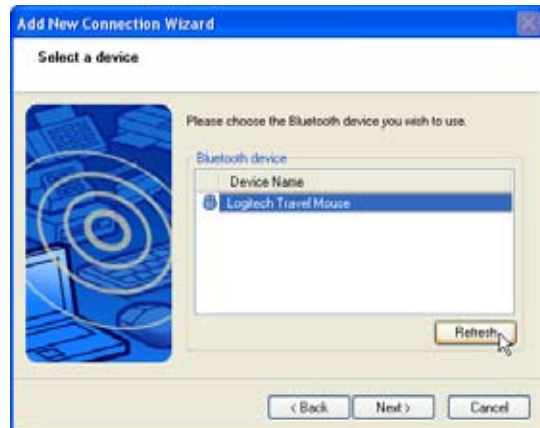 Add New Connection Wizard
Select a device
Please choose the Bluetooth device you wish to use.
Bluetooth device
Device Name
Logitech Travel Mouse
Refresh
< Back Next > Cancel